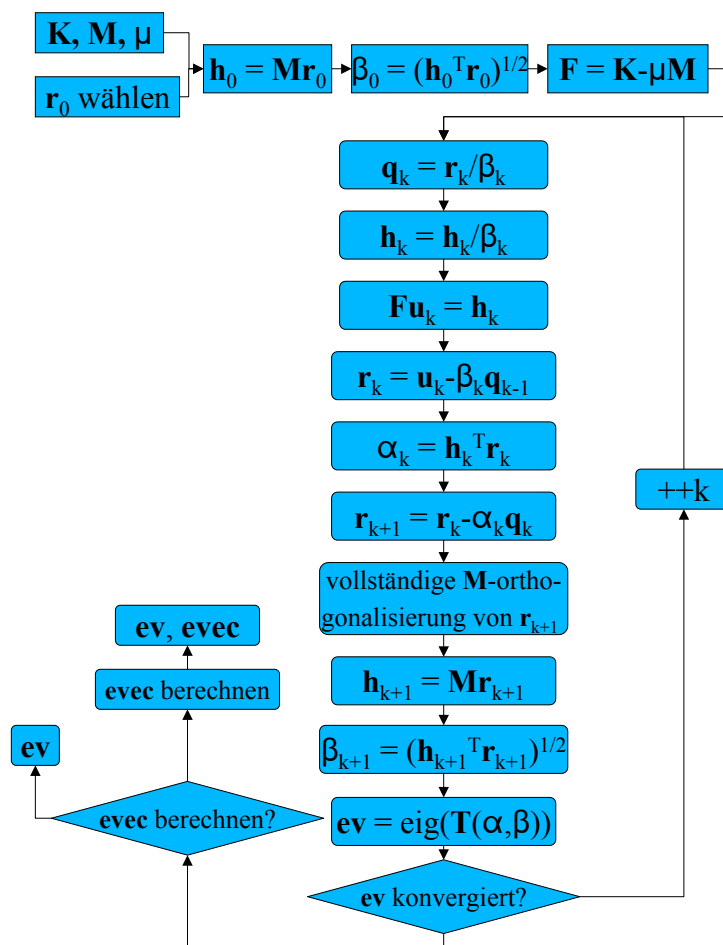 K, M, μ
r₀ wählen
h₀ = Mr₀
β₀ = (h₀ᵀr₀)¹/²
F = K-μM
qₖ = rₖ/βₖ
hₖ = hₖ/βₖ
Fuₖ = hₖ
rₖ = uₖ-βₖqₖ₋₁
αₖ = hₖᵀrₖ
++k
rₖ₊₁ = rₖ-αₖqₖ
vollständige M-ortho-
gonalisierung von rₖ₊₁
ev, evec
evec berechnen
hₖ₊₁ = Mrₖ₊₁
ev
βₖ₊₁ = (hₖ₊₁ᵀrₖ₊₁)¹/²
evec berechnen?
ev = eig(T(α,β))
ev konvergiert?